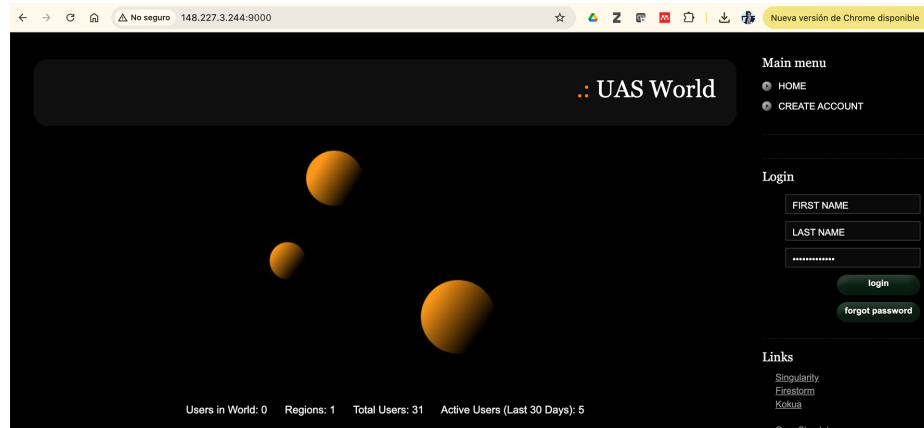 No seguro
148.227.3.244:9000
Nueva versión de Chrome disponible
.: UAS World
Main menu
HOME
CREATE ACCOUNT
Login
FIRST NAME
LAST NAME
•••••••••••••
login
forgot password
Links
Singularity
Firestorm
Kokua
Users in World: 0 Regions: 1 Total Users: 31 Active Users (Last 30 Days): 5